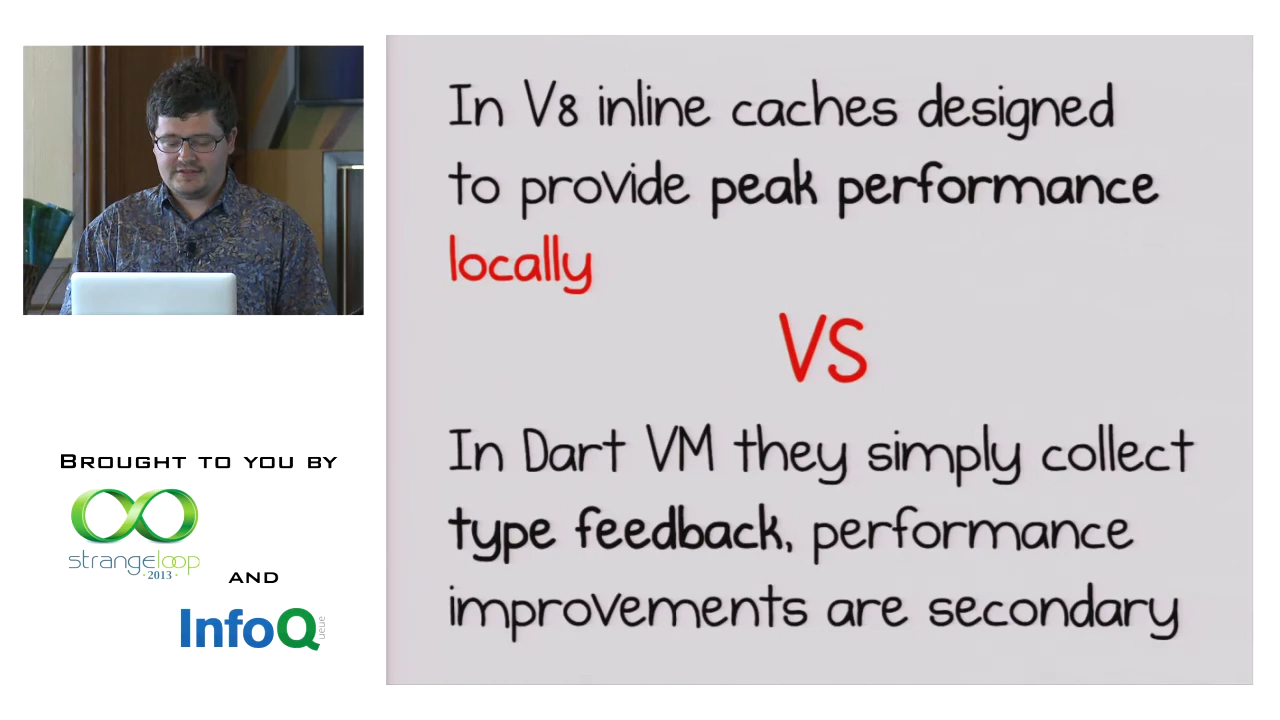 In V8 inline caches designed
to provide peak performance
locally
VS
In Dart VM they simply collect
type feedback, performance
improvements are secondary
BROUGHT TO YOU BY
strangeloop
· 2013 ·
AND
InfoQ
ueue